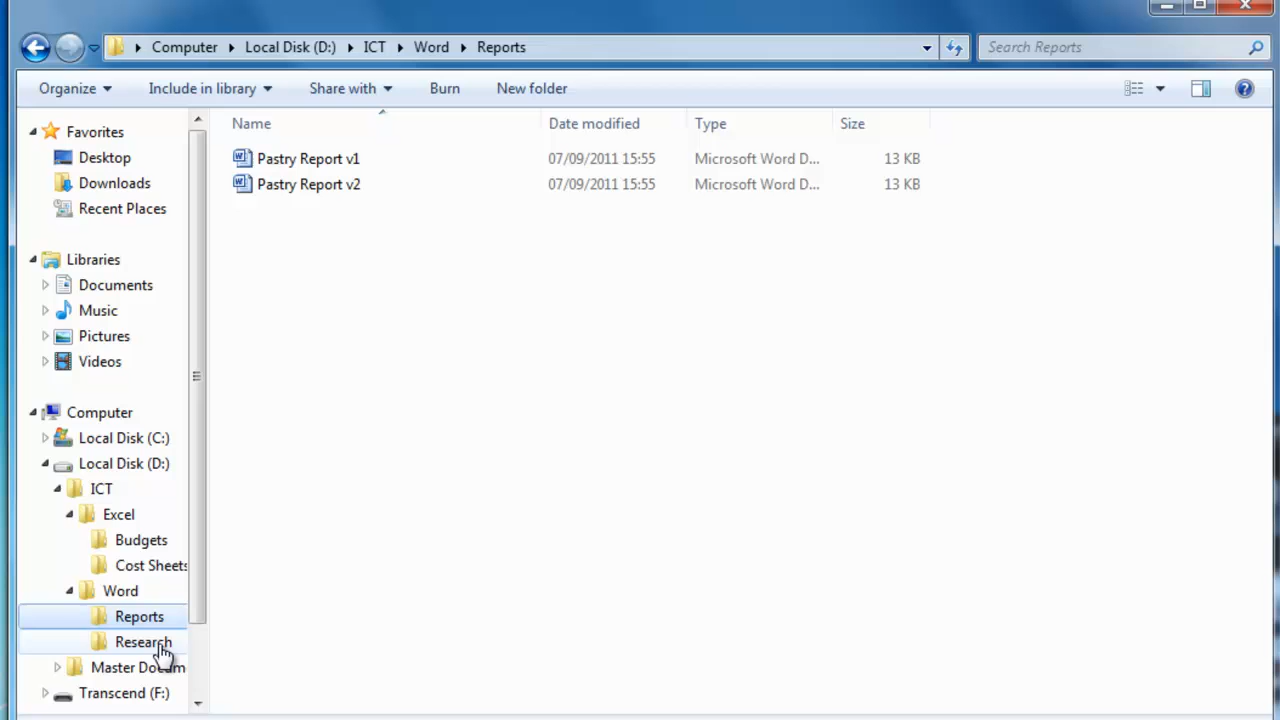 Computer Local Disk (D:) ICT Word Reports Search Reports
Organize Include in library Share with Burn New folder
Name Date modified Type Size
Pastry Report v1 07/09/2011 15:55 Microsoft Word D... 13 KB
Pastry Report v2 07/09/2011 15:55 Microsoft Word D... 13 KB
Favorites
Desktop
Downloads
Recent Places
Libraries
Documents
Music
Pictures
Videos
Computer
Local Disk (C:)
Local Disk (D:)
ICT
Excel
Budgets
Cost Sheets
Word
Reports
Research
Master Docum
Transcend (F:)